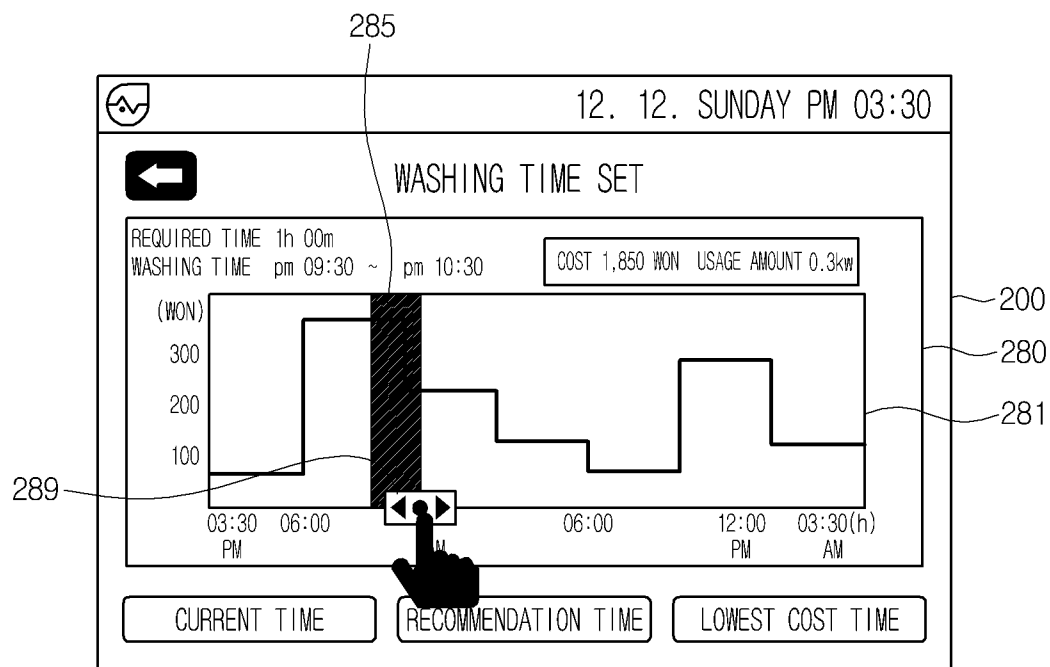 285
12. 12. SUNDAY PM 03:30
WASHING TIME SET
REQUIRED TIME 1h 00m
WASHING TIME pm 09:30 ~ pm 10:30
COST 1,850 WON USAGE AMOUNT 0.3kw
(WON)
300
200
100
200
280
281
289
03:30 06:00 06:00 12:00 03:30(h)
PM PM AM
CURRENT TIME RECOMMENDATION TIME LOWEST COST TIME